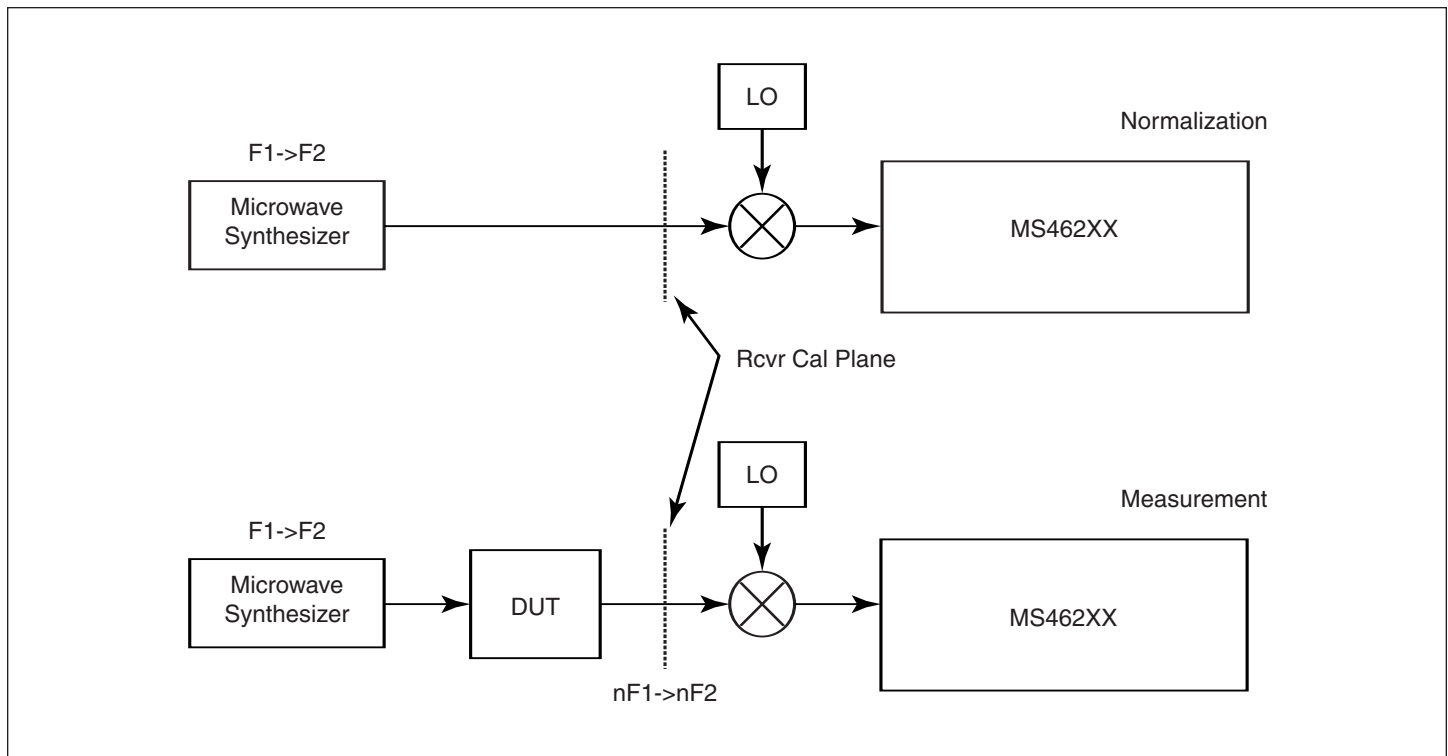 LO
Normalization
F1->F2
Microwave
Synthesizer
MS462XX
Rcvr Cal Plane
LO
Measurement
F1->F2
Microwave
Synthesizer
DUT
MS462XX
nF1->nF2